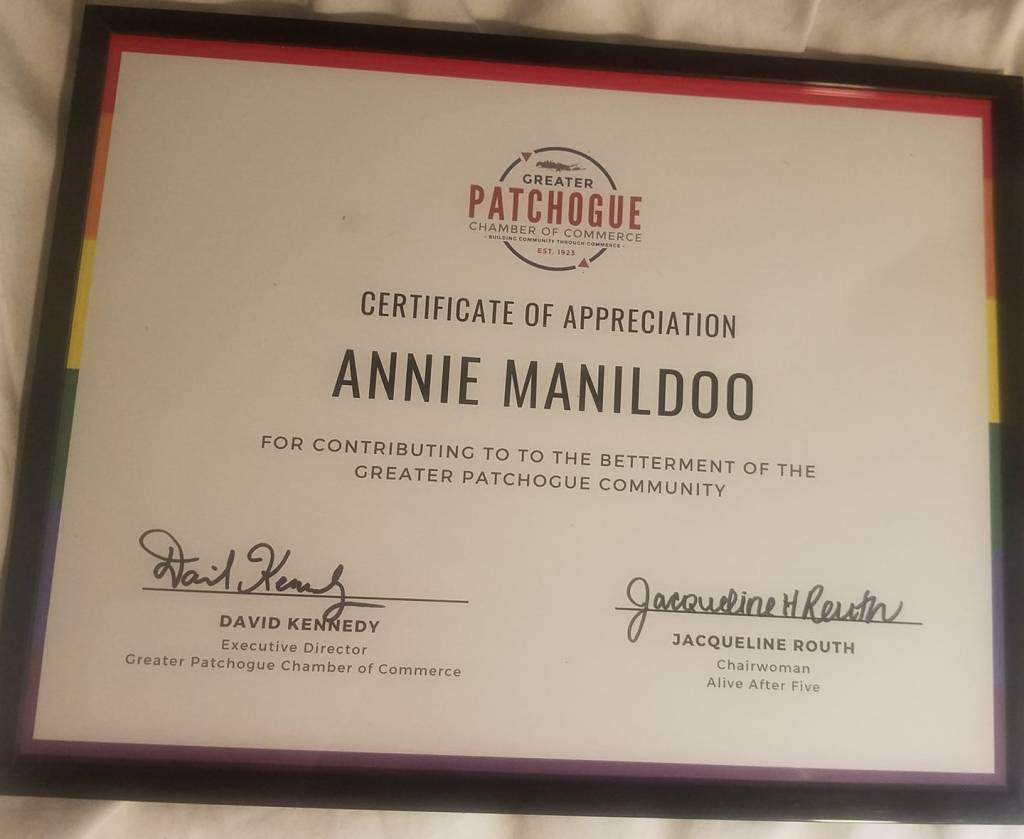 GREATER
PATCHOGUE
CHAMBER OF COMMERCE
- BUILDING COMMUNITY THROUGH COMMERCE -
EST. 1923
CERTIFICATE OF APPRECIATION
ANNIE MANILDOO
FOR CONTRIBUTING TO TO THE BETTERMENT OF THE
GREATER PATCHOGUE COMMUNITY
David Kennedy
Jacqueline H Routh
DAVID KENNEDY
Executive Director
Greater Patchogue Chamber of Commerce
JACQUELINE ROUTH
Chairwoman
Alive After Five